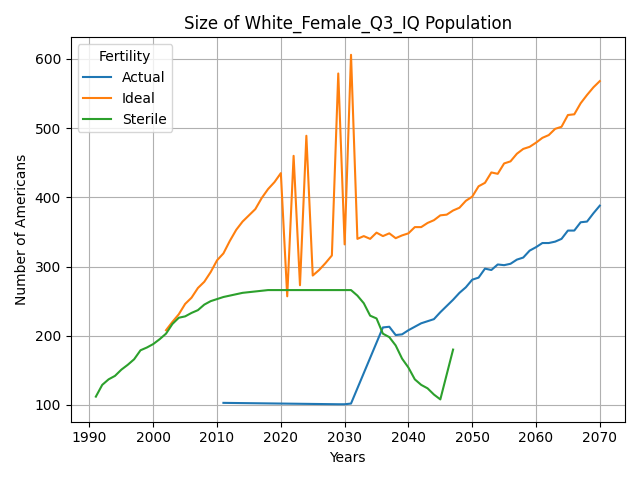 Size of White_Female_Q3_IQ Population
Fertility
Actual
Ideal
Sterile
Number of Americans
600
500
400
300
200
100
1990 2000 2010 2020 2030 2040 2050 2060 2070
Years